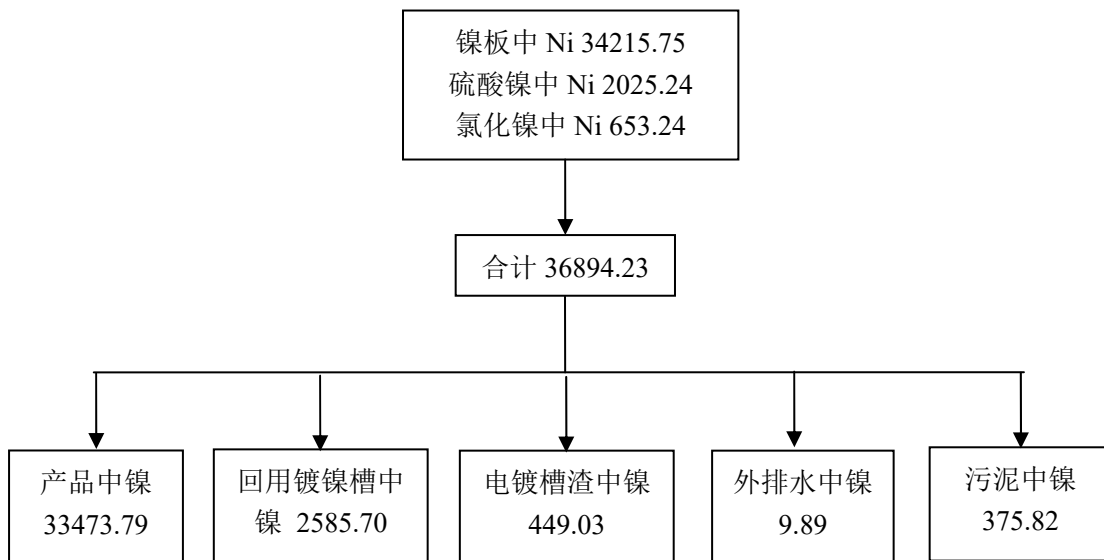 镍板中 Ni 34215.75
硫酸镍中 Ni 2025.24
氯化镍中 Ni 653.24
合计 36894.23
产品中镍
33473.79
回用镀镍槽中
镍 2585.70
电镀槽渣中镍
449.03
外排水中镍
9.89
污泥中镍
375.82